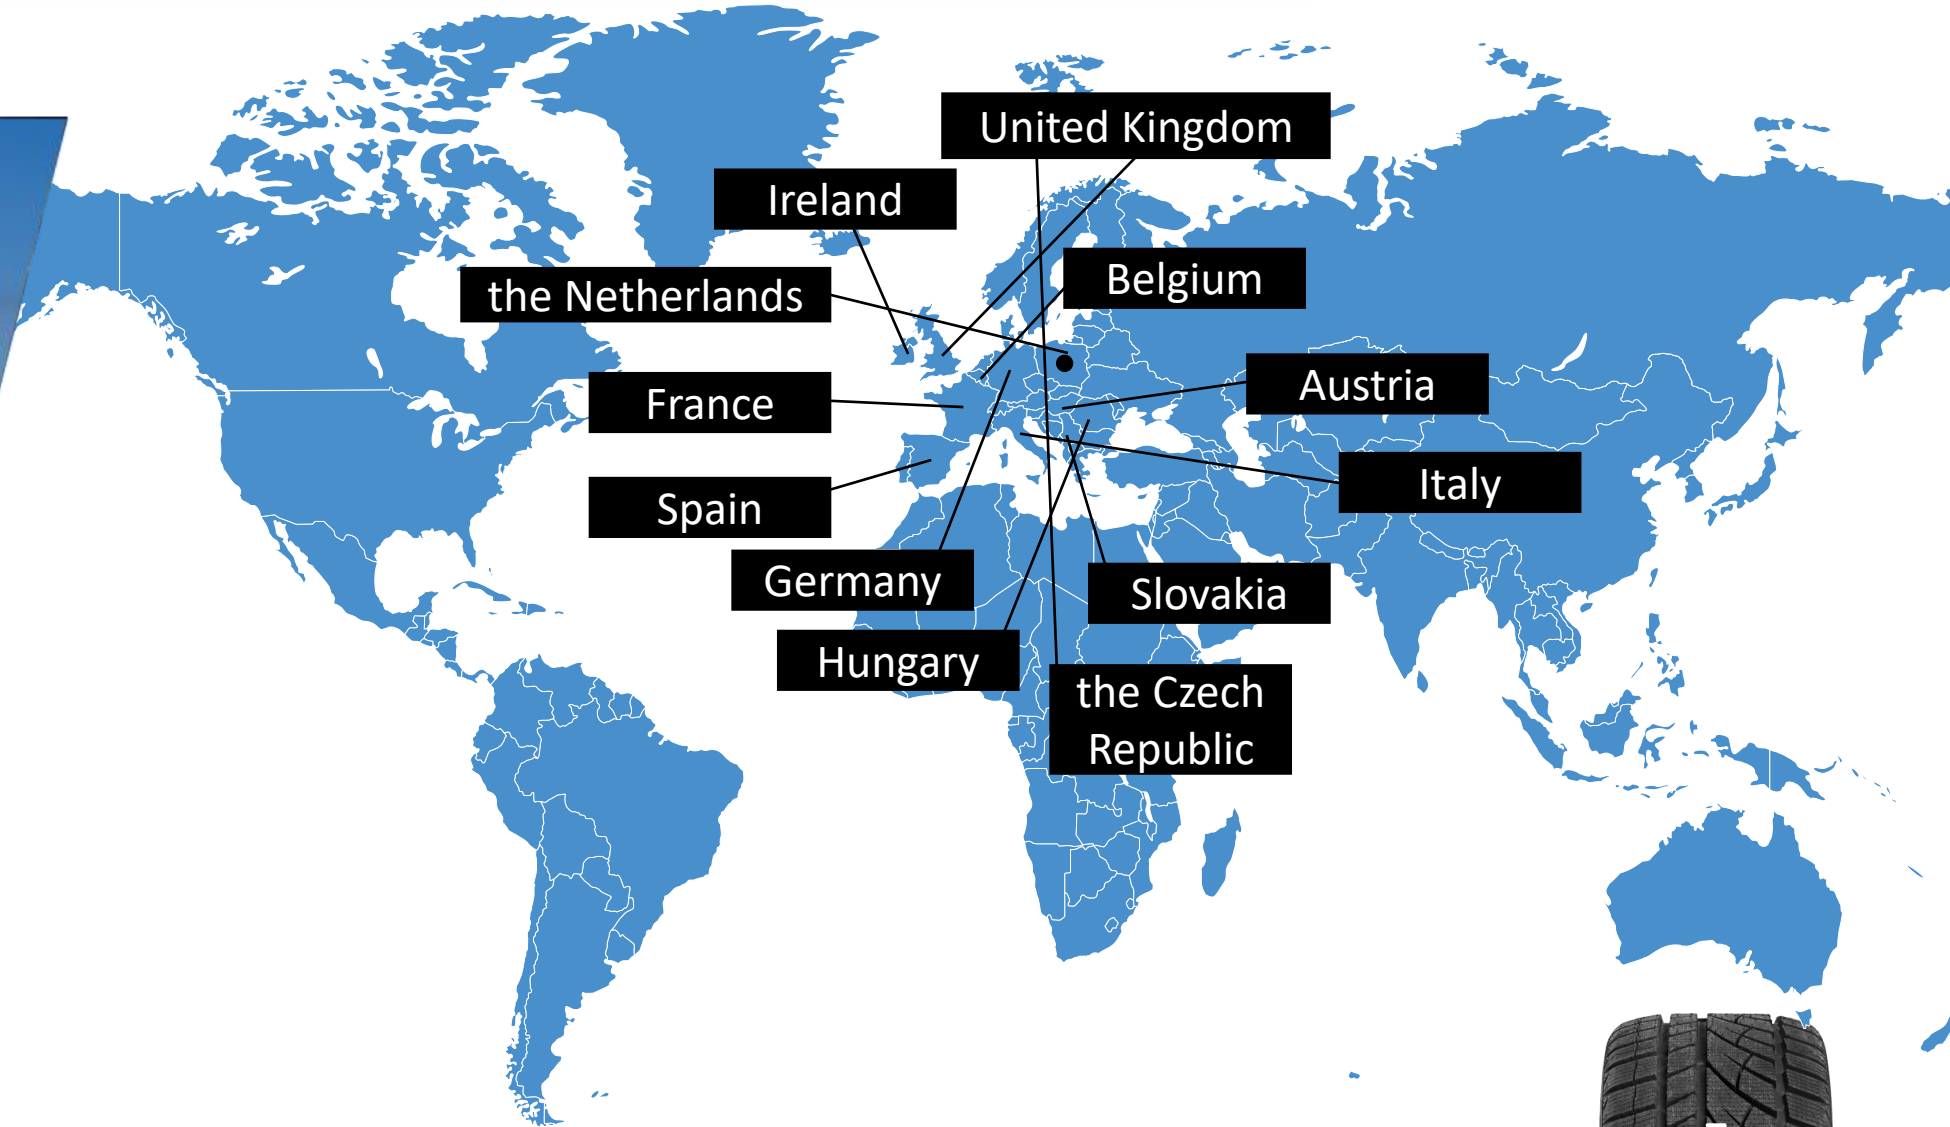 United Kingdom
Ireland
Belgium
the Netherlands
Austria
France
Italy
Spain
Germany
Slovakia
Hungary
the Czech
Republic